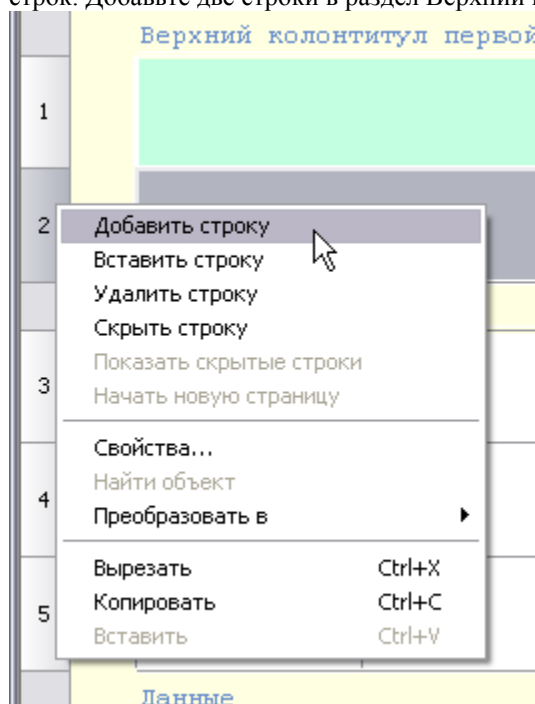 строк. Добавьте две строки в раздел Верхний
Верхний колонтитул первой
1
2
Добавить строку
Вставить строку
Удалить строку
Скрыть строку
Показать скрытые строки
Начать новую страницу
3
Свойства...
Найти объект
4
Преобразовать в
Вырезать Ctrl+X
Копировать Ctrl+C
5
Вставить Ctrl+V
Данные